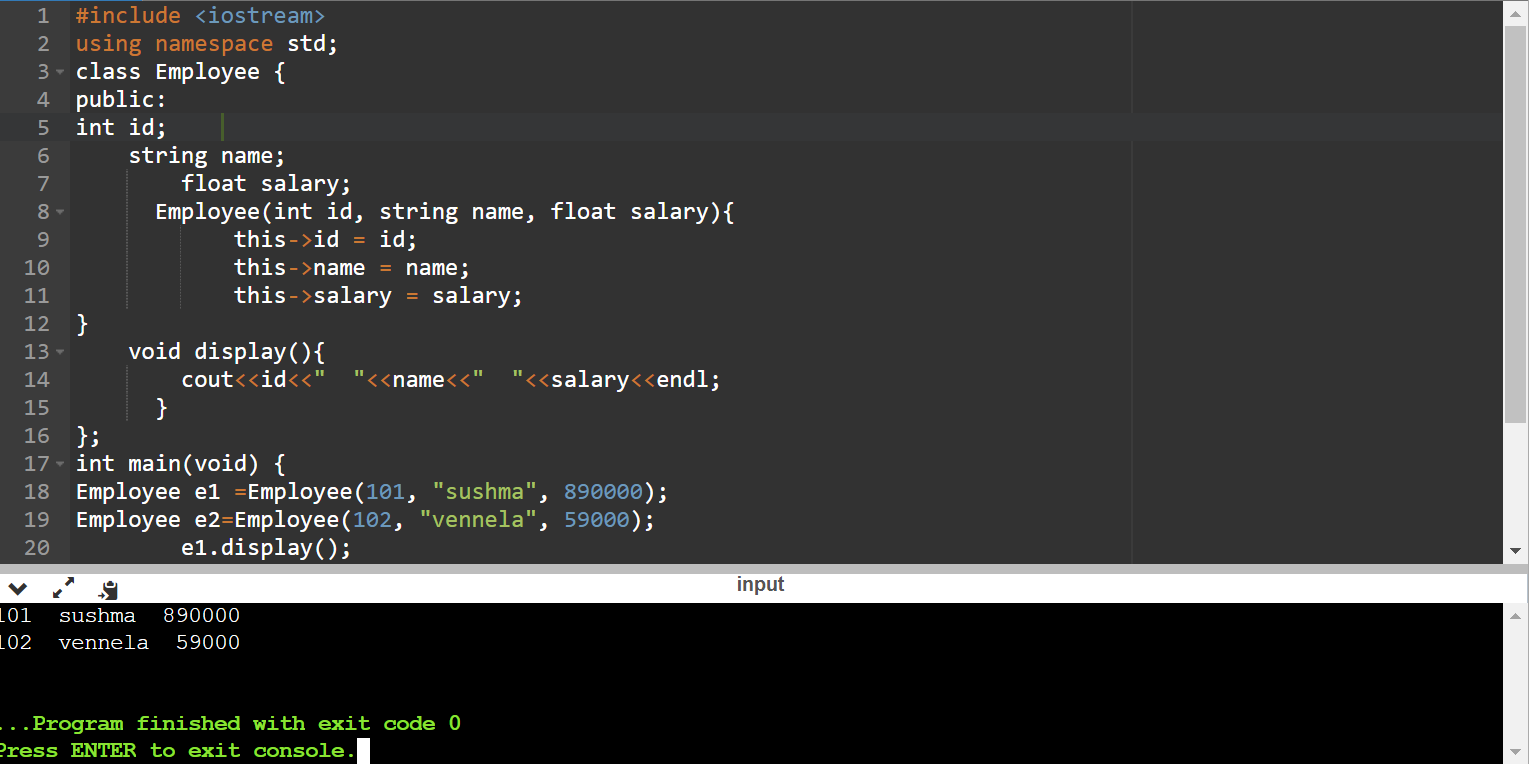 1 #include <iostream>
2 using namespace std;
3 class Employee {
4 public:
5 int id;
6 string name;
7 float salary;
8 Employee(int id, string name, float salary){
9 this->id = id;
10 this->name = name;
11 this->salary = salary;
12 }
13 void display(){
14 cout<<id<<"  "<<name<<"  "<<salary<<endl;
15 }
16 };
17 int main(void) {
18 Employee e1 =Employee(101, "sushma", 890000);
19 Employee e2=Employee(102, "vennela", 59000);
20 e1.display();
input
101  sushma  890000
102  vennela  59000
...Program finished with exit code 0
Press ENTER to exit console.